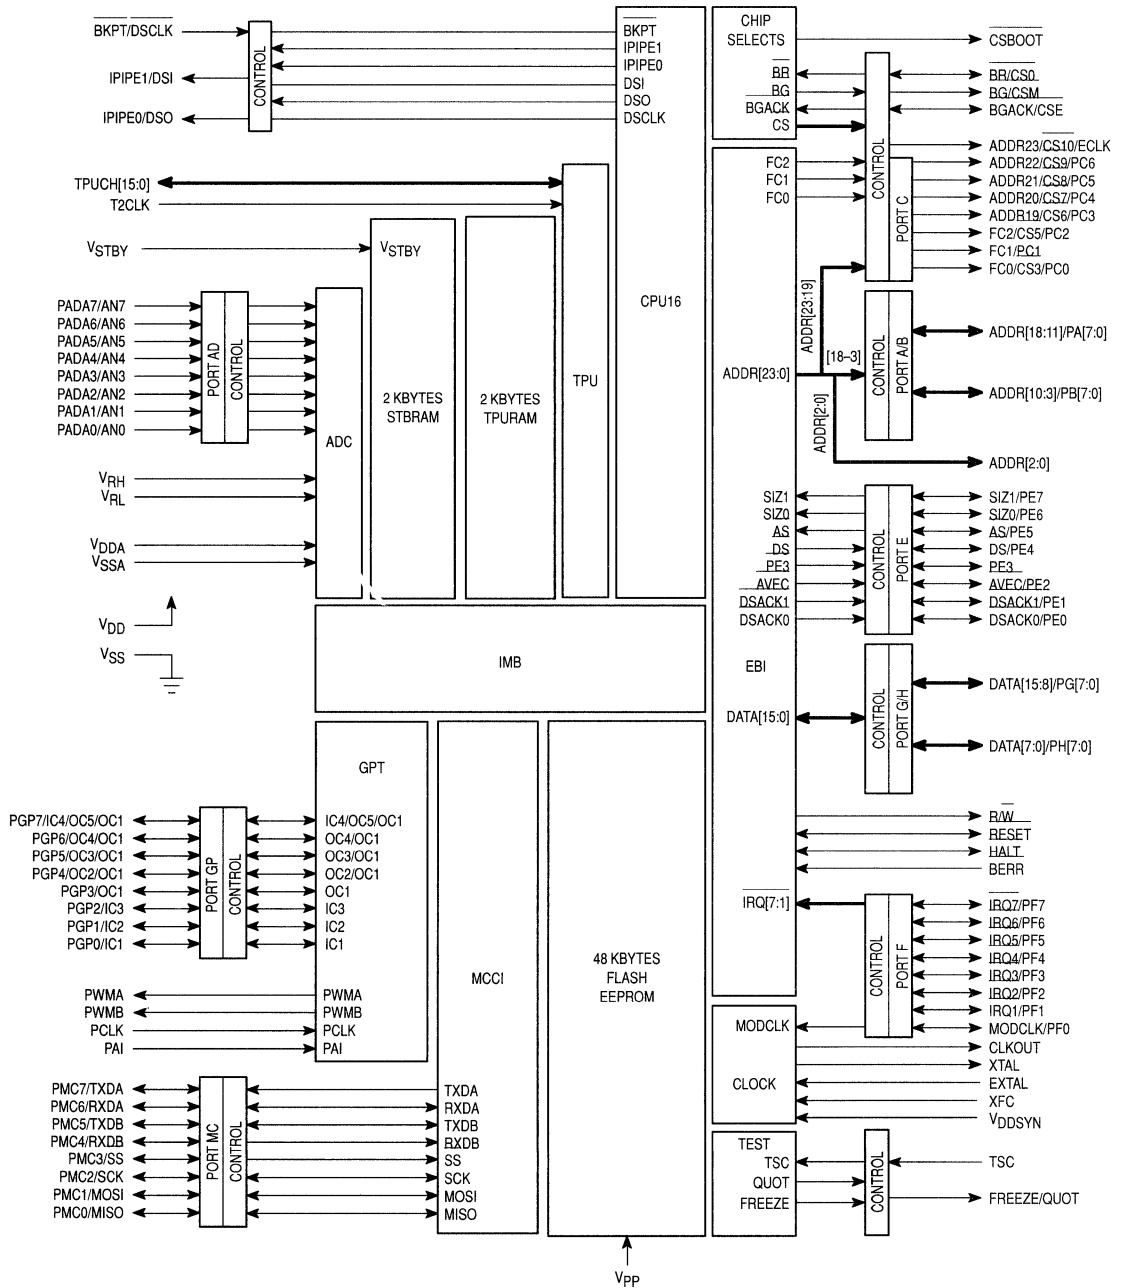 BKPT/DSCLK
IPIPE1/DSI
IPIPE0/DSO
CONTROL
BKPT
IPIPE1
IPIPE0
DSI
DSO
DSCLK
TPUCH[15:0]
T2CLK
VSTBY
VSTBY
PADA7/AN7
PADA6/AN6
PADA5/AN5
PADA4/AN4
PADA3/AN3
PADA2/AN2
PADA1/AN1
PADA0/AN0
PORT AD
CONTROL
VRH
VRL
VDDA
VSSA
VDD
VSS
ADC
2 KBYTES
STBRAM
2 KBYTES
TPURAM
TPU
CPU16
IMB
CHIP
SELECTS
BR
BG
BGACK
CS
CONTROL
PORT C
CSBOOT
BR/CS0
BG/CSM
BGACK/CSE
ADDR23/CS10/ECLK
ADDR22/CS9/PC6
ADDR21/CS8/PC5
ADDR20/CS7/PC4
ADDR19/CS6/PC3
FC2/CS5/PC2
FC1/PC1
FC0/CS3/PC0
FC2
FC1
FC0
ADDR[23:0]
ADDR[23:19]
[18–3]
ADDR[2:0]
CONTROL
PORT A/B
ADDR[18:11]/PA[7:0]
ADDR[10:3]/PB[7:0]
ADDR[2:0]
SIZ1
SIZ0
AS
DS
PE3
AVEC
DSACK1
DSACK0
CONTROL
PORT E
SIZ1/PE7
SIZ0/PE6
AS/PE5
DS/PE4
PE3
AVEC/PE2
DSACK1/PE1
DSACK0/PE0
EBI
DATA[15:0]
CONTROL
PORT G/H
DATA[15:8]/PG[7:0]
DATA[7:0]/PH[7:0]
R/W
RESET
HALT
BERR
IRQ[7:1]
CONTROL
PORT F
IRQ7/PF7
IRQ6/PF6
IRQ5/PF5
IRQ4/PF4
IRQ3/PF3
IRQ2/PF2
IRQ1/PF1
MODCLK/PF0
MODCLK
CLOCK
CLKOUT
XTAL
EXTAL
XFC
VDDSYN
TEST
TSC
QUOT
FREEZE
CONTROL
TSC
FREEZE/QUOT
GPT
PGP7/IC4/OC5/OC1
PGP6/OC4/OC1
PGP5/OC3/OC1
PGP4/OC2/OC1
PGP3/OC1
PGP2/IC3
PGP1/IC2
PGP0/IC1
PORT GP
CONTROL
IC4/OC5/OC1
OC4/OC1
OC3/OC1
OC2/OC1
OC1
IC3
IC2
IC1
PWMA
PWMB
PCLK
PAI
PWMA
PWMB
PCLK
PAI
MCCI
48 KBYTES
FLASH
EEPROM
PMC7/TXDA
PMC6/RXDA
PMC5/TXDB
PMC4/RXDB
PMC3/SS
PMC2/SCK
PMC1/MOSI
PMC0/MISO
PORT MC
CONTROL
TXDA
RXDA
TXDB
RXDB
SS
SCK
MOSI
MISO
VPP